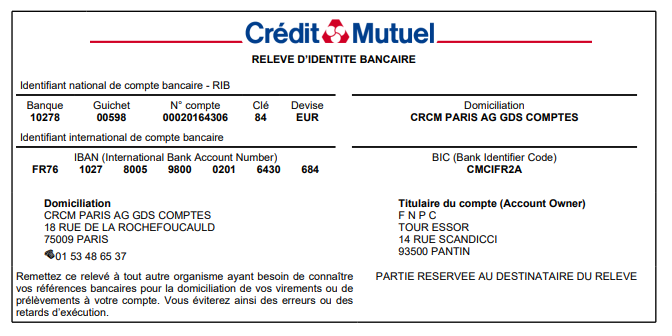 Crédit Mutuel
RELEVE D'IDENTITE BANCAIRE
Identifiant national de compte bancaire - RIB
Banque Guichet N° compte Clé Devise
10278 00598 00020164306 84 EUR
Domiciliation
CRCM PARIS AG GDS COMPTES
Identifiant international de compte bancaire
IBAN (International Bank Account Number)
FR76 1027 8005 9800 0201 6430 684
BIC (Bank Identifier Code)
CMCIFR2A
Domiciliation
CRCM PARIS AG GDS COMPTES
18 RUE DE LA ROCHEFOUCAULD
75009 PARIS
01 53 48 65 37
Titulaire du compte (Account Owner)
F N P C
TOUR ESSOR
14 RUE SCANDICCI
93500 PANTIN
Remettez ce relevé à tout autre organisme ayant besoin de connaître
vos références bancaires pour la domiciliation de vos virements ou de
prélèvements à votre compte. Vous éviterez ainsi des erreurs ou des
retards d'exécution.
PARTIE RESERVEE AU DESTINATAIRE DU RELEVE